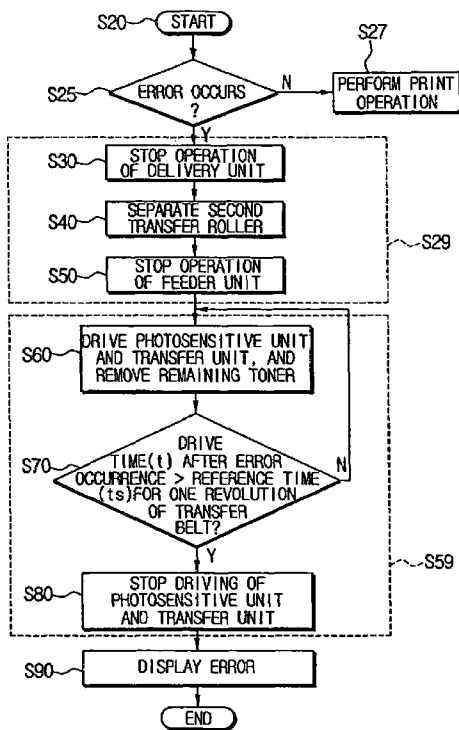 S20
START
S27
S25
ERROR OCCURS
?
N
PERFORM PRINT
OPERATION
Y
S30
STOP OPERATION
OF DELIVERY UNIT
S40
SEPARATE SECOND
TRANSFER ROLLER
S29
S50
STOP OPERATION
OF FEEDER UNIT
S60
DRIVE PHOTOSENSITIVE UNIT
AND TRANSFER UNIT, AND
REMOVE REMAINING TONER
S70
DRIVE
TIME(t) AFTER ERROR
OCCURRENCE > REFERENCE TIME
(ts)FOR ONE REVOLUTION
OF TRANSFER
BELT?
N
Y
S59
S80
STOP DRIVING OF
PHOTOSENSITIVE UNIT
AND TRANSFER UNIT
S90
DISPLAY ERROR
END